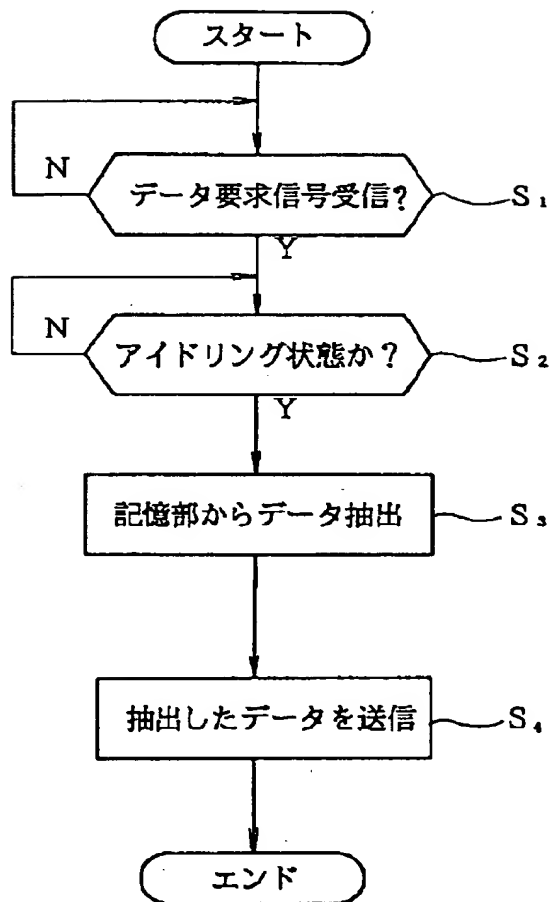 スタート
N
データ要求信号受信?
S₁
Y
N
アイドリング状態か?
S₂
Y
記憶部からデータ抽出
S₃
抽出したデータを送信
S₄
エンド